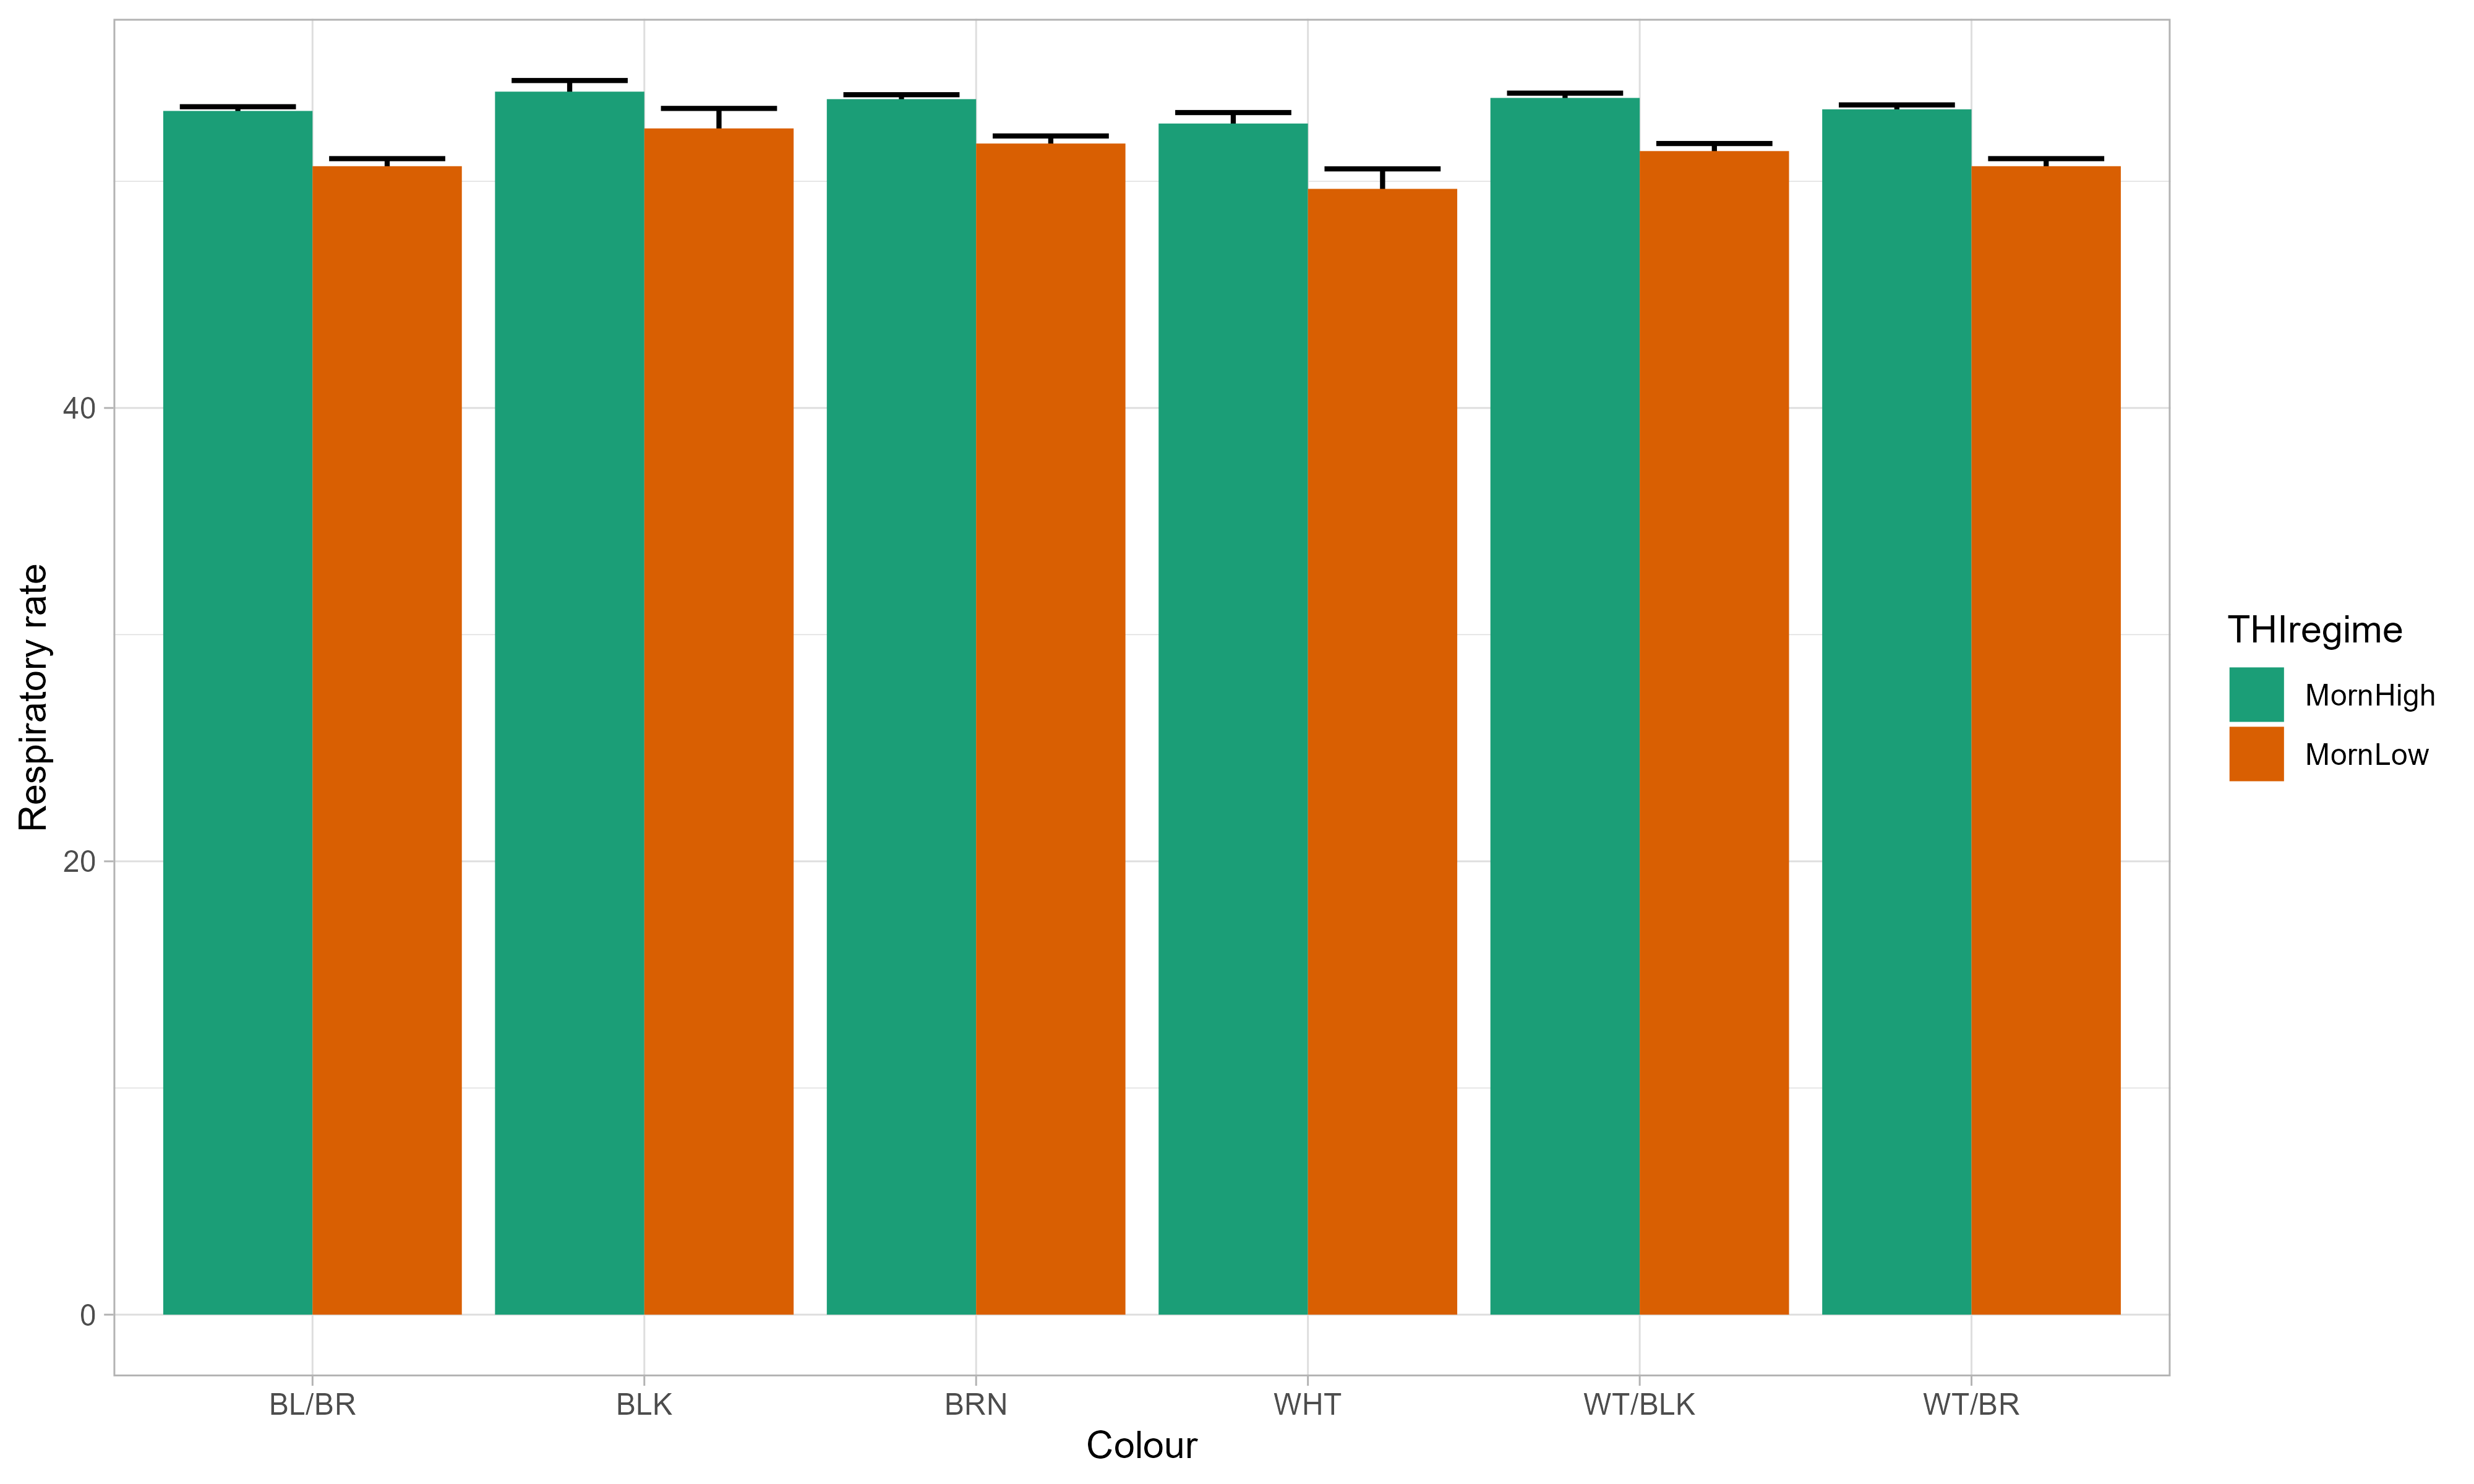 Respiratory rate
40
20
0
BL/BR
BLK
BRN
WHT
WT/BLK
WT/BR
Colour
THIregime
MornHigh
MornLow